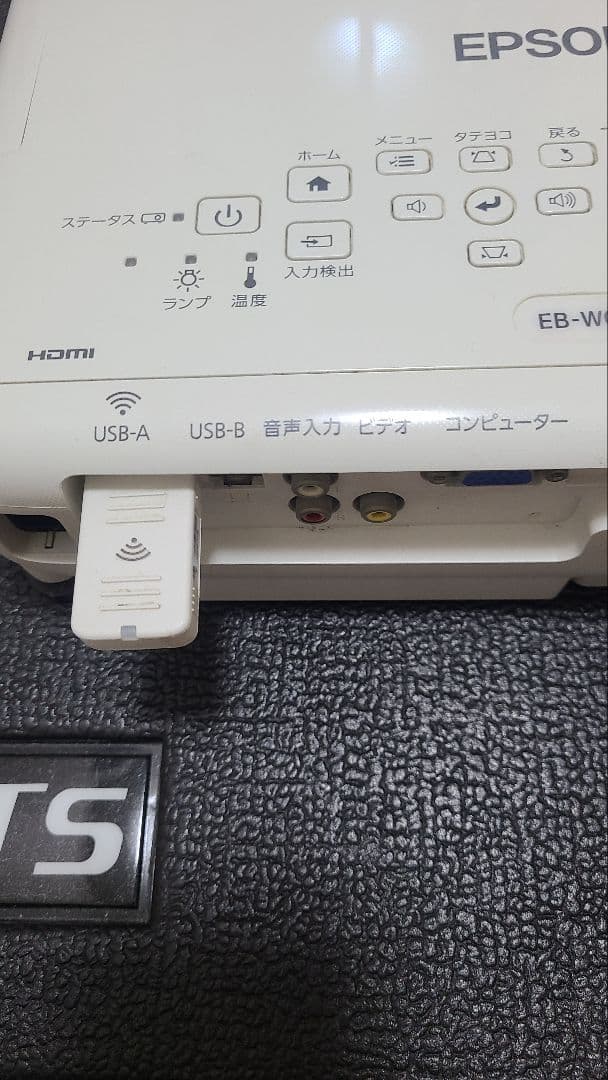 EPSO
メニュー
タテヨコ
戻る
ホーム
ステータス
入力検出
ランプ
温度
EB-W
HDMI
USB-A
USB-B
音声入力
ビデオ
コンピューター
TS